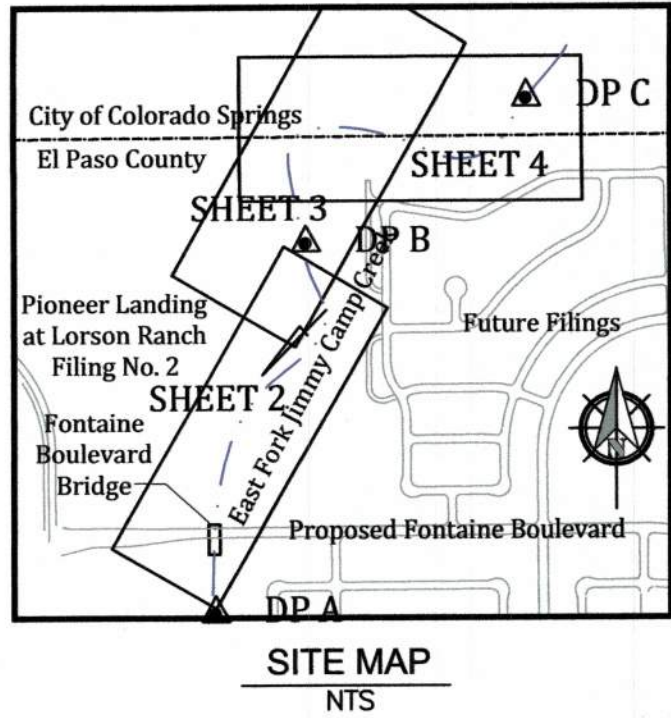 DP C
City of Colorado Springs
El Paso County
SHEET 4
SHEET 3
DP B
Pioneer Landing
at Lorson Ranch
Filing No. 2
Future Filings
SHEET 2
East Fork Jimmy Camp Creek
Fontaine
Boulevard
Bridge
N
Proposed Fontaine Boulevard
DP A
SITE MAP
NTS